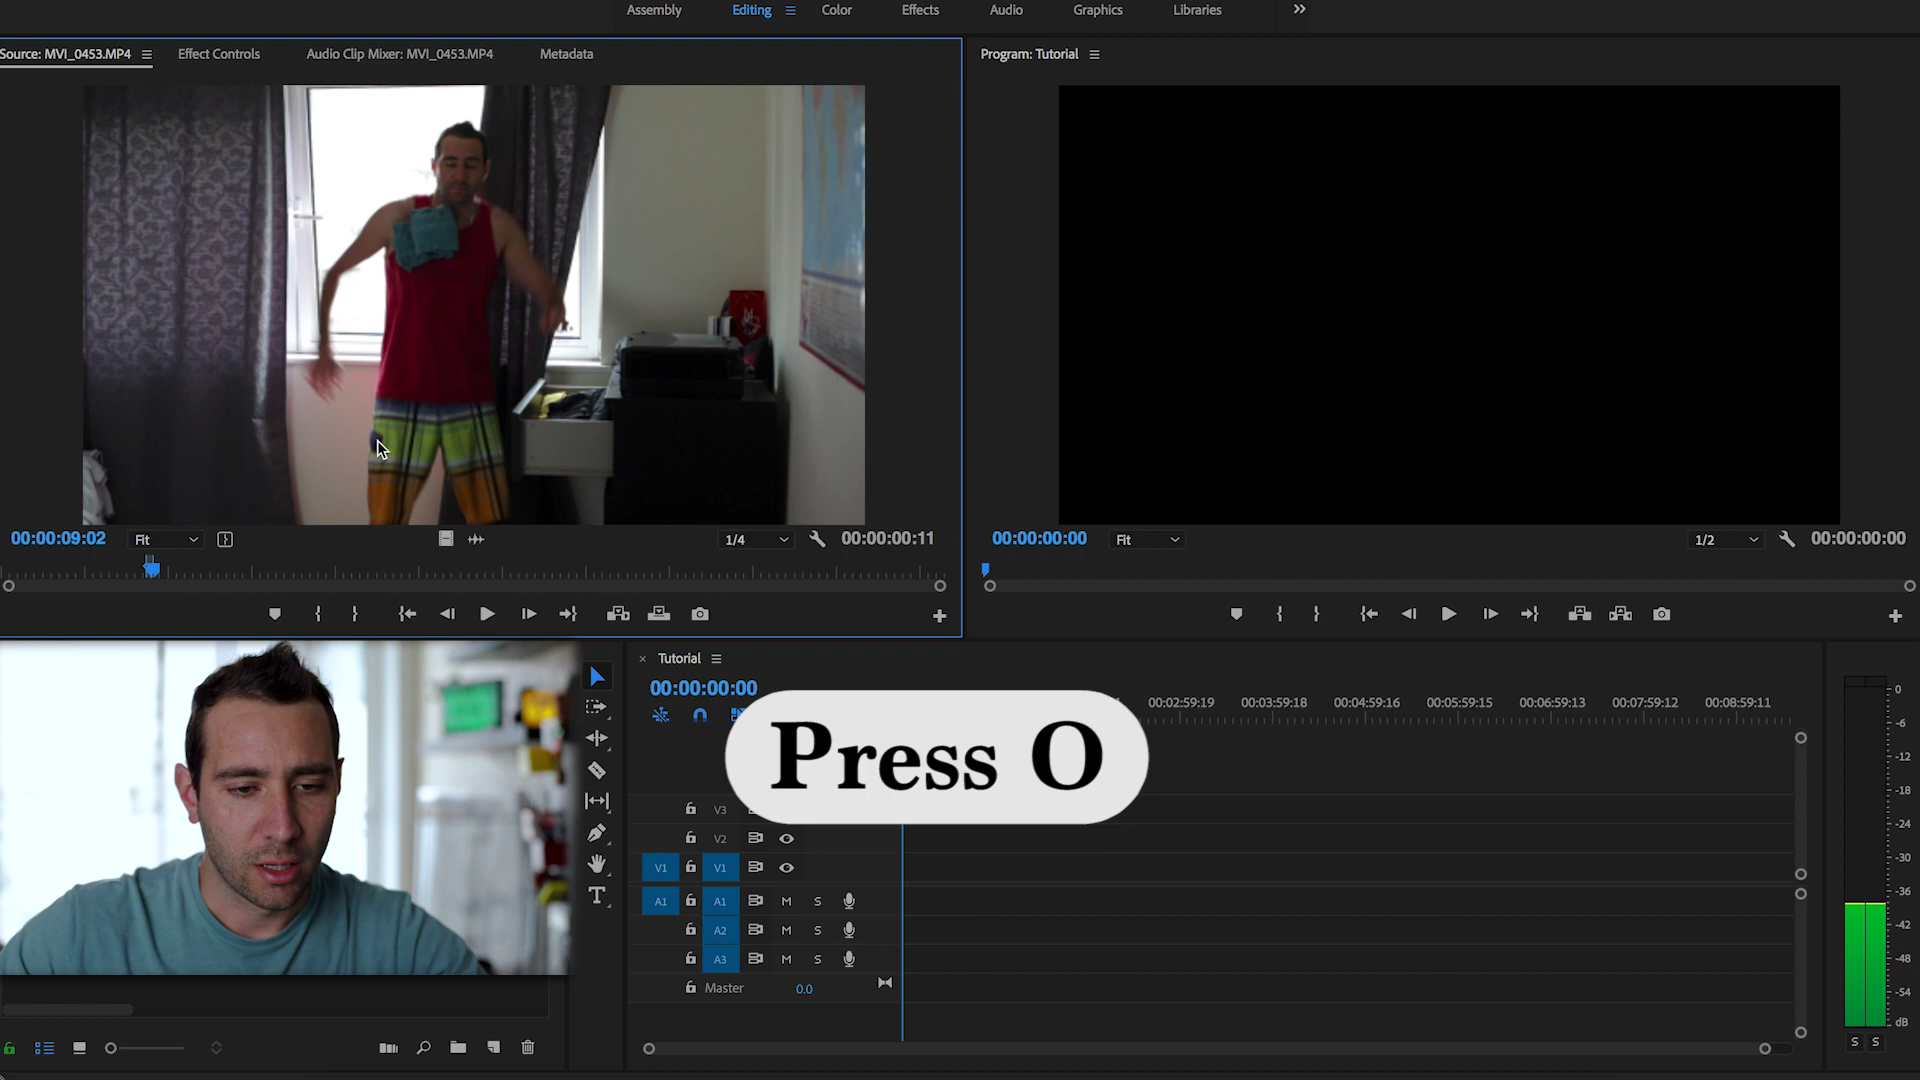 Assembly Editing Color Effects Audio Graphics Libraries
Source: MVI_0453.MP4 Effect Controls Audio Clip Mixer: MVI_0453.MP4 Metadata
Program: Tutorial
00:00:09:02 Fit 1/4 00:00:00:11
00:00:00:00 Fit 1/2 00:00:00:00
Tutorial
00:00:00:00
00:02:59:19 00:03:59:18 00:04:59:16 00:05:59:15 00:06:59:13 00:07:59:12 00:08:59:11
Press O
V3
V2
V1 V1
A1 A1 M S
A2 M S
A3 M S
Master 0.0
0
-6
-12
-18
-24
-30
-36
-42
-48
-54
dB
S S